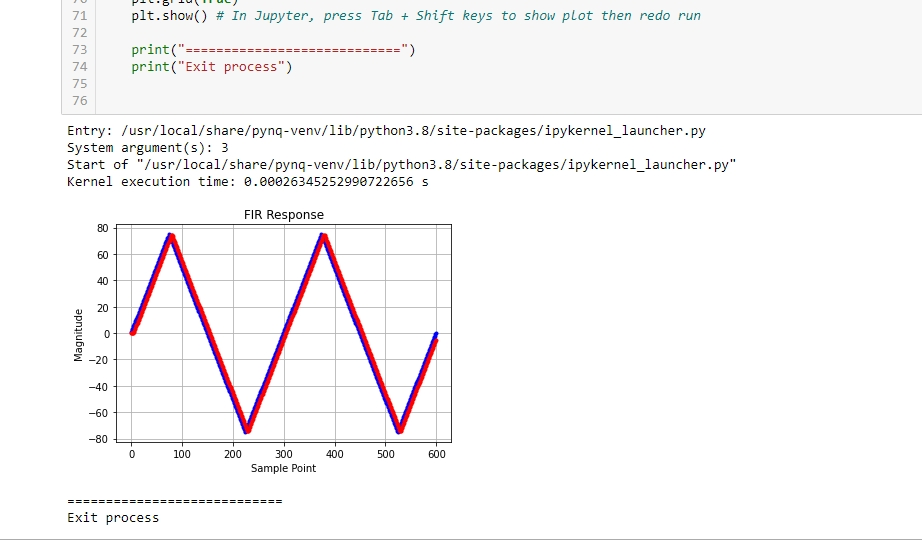 70 plt.grid(True)
71 plt.show() # In Jupyter, press Tab + Shift keys to show plot then redo run
72
73 print("============================")
74 print("Exit process")
75
76
Entry: /usr/local/share/pynq-venv/lib/python3.8/site-packages/ipykernel_launcher.py
System argument(s): 3
Start of "/usr/local/share/pynq-venv/lib/python3.8/site-packages/ipykernel_launcher.py"
Kernel execution time: 0.00026345252990722656 s
FIR Response
80
60
40
20
0
−20
−40
−60
−80
Magnitude
0 100 200 300 400 500 600
Sample Point
============================
Exit process